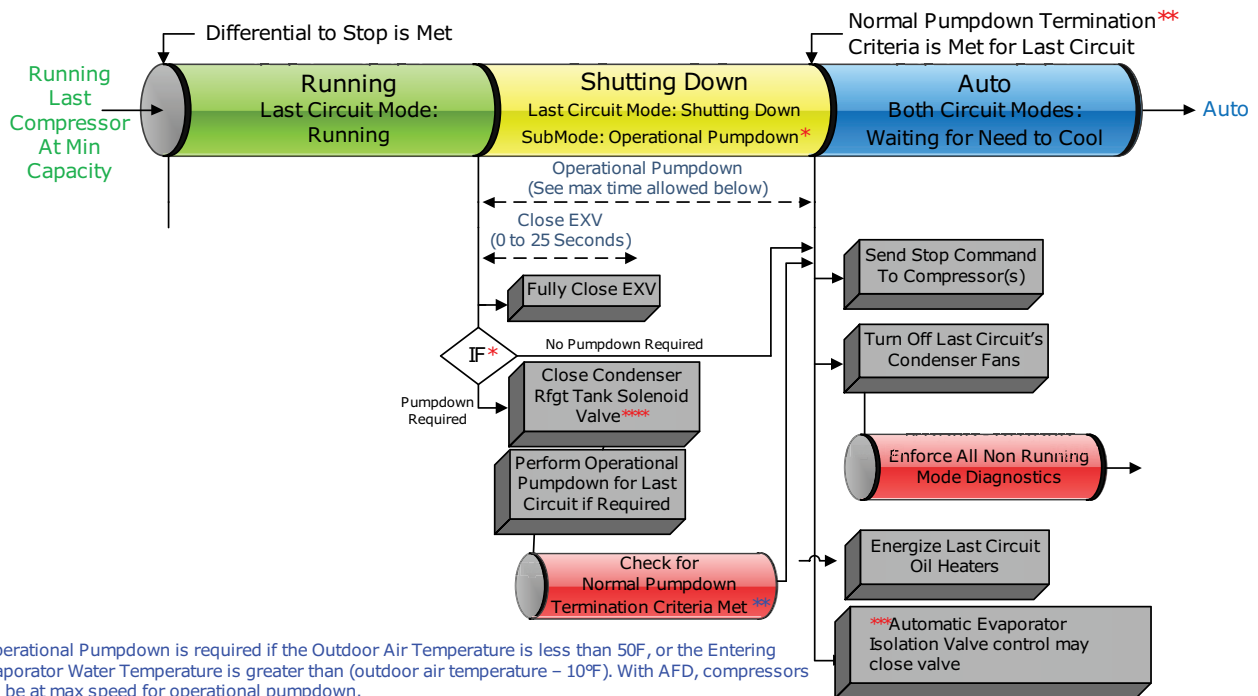 Differential to Stop is Met
Normal Pumpdown Termination**
Criteria is Met for Last Circuit
Running
Last
Compressor
At Min
Capacity
Running
Last Circuit Mode:
Running
Shutting Down
Last Circuit Mode: Shutting Down
SubMode: Operational Pumpdown*
Auto
Both Circuit Modes:
Waiting for Need to Cool
Auto
Operational Pumpdown
(See max time allowed below)
Close EXV
(0 to 25 Seconds)
Fully Close EXV
IF*
No Pumpdown Required
Pumpdown
Required
Close Condenser
Rfgt Tank Solenoid
Valve****
Perform Operational
Pumpdown for Last
Circuit if Required
Check for
Normal Pumpdown
Termination Criteria Met **
Send Stop Command
To Compressor(s)
Turn Off Last Circuit’s
Condenser Fans
Enforce All Non Running
Mode Diagnostics
Energize Last Circuit
Oil Heaters
***Automatic Evaporator
Isolation Valve control may
close valve
perational Pumpdown is required if the Outdoor Air Temperature is less than 50F, or the Entering
aporator Water Temperature is greater than (outdoor air temperature – 10ºF). With AFD, compressors
be at max speed for operational pumpdown.